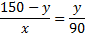 (150 − y)/x = y/90